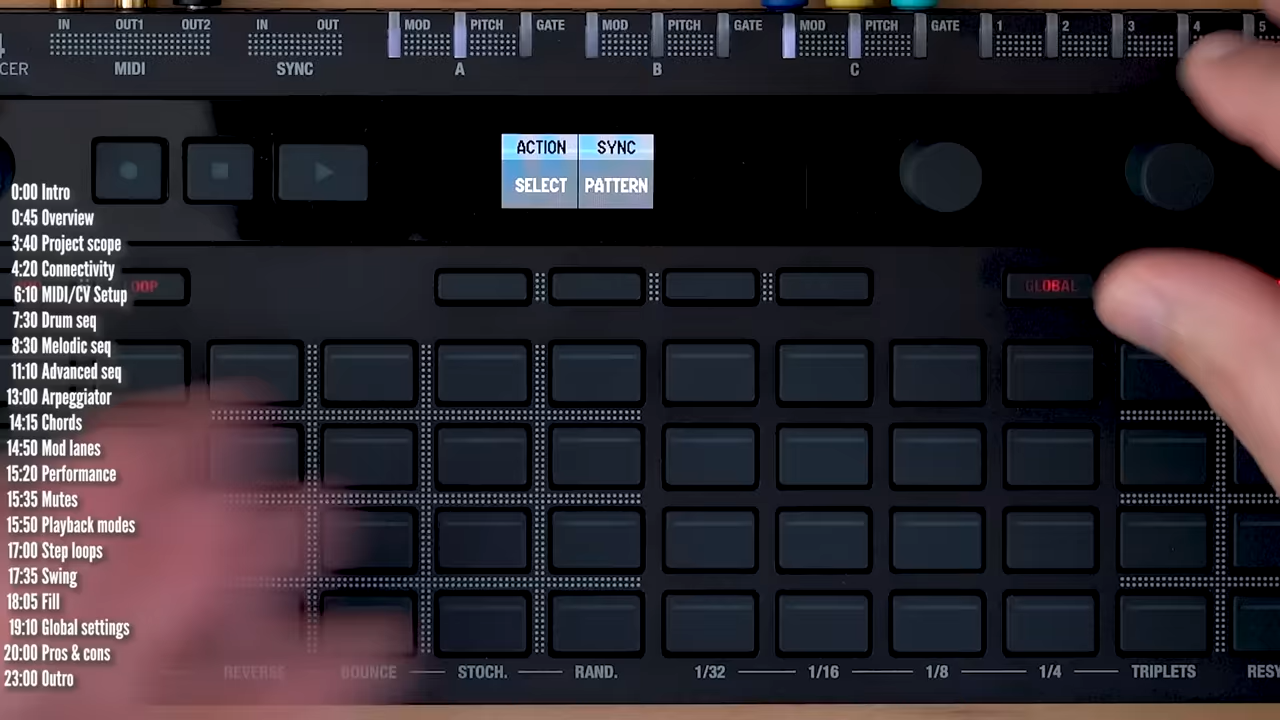 IN OUT1 OUT2 IN OUT MOD PITCH GATE MOD PITCH GATE MOD PITCH GATE 1 2 3 4 5
CER MIDI SYNC A B C
ACTION SYNC
SELECT PATTERN
0:00 Intro
0:45 Overview
3:40 Project scope
4:20 Connectivity
GLOBAL
6:10 MIDI/CV Setup
7:30 Drum seq
8:30 Melodic seq
11:10 Advanced seq
13:00 Arpeggiator
14:15 Chords
14:50 Mod lanes
15:20 Performance
15:35 Mutes
15:50 Playback modes
17:00 Step loops
17:35 Swing
18:05 Fill
19:10 Global settings
20:00 Pros & cons
23:00 Outro
REVERSE BOUNCE STOCH. RAND. 1/32 1/16 1/8 1/4 TRIPLETS RESY